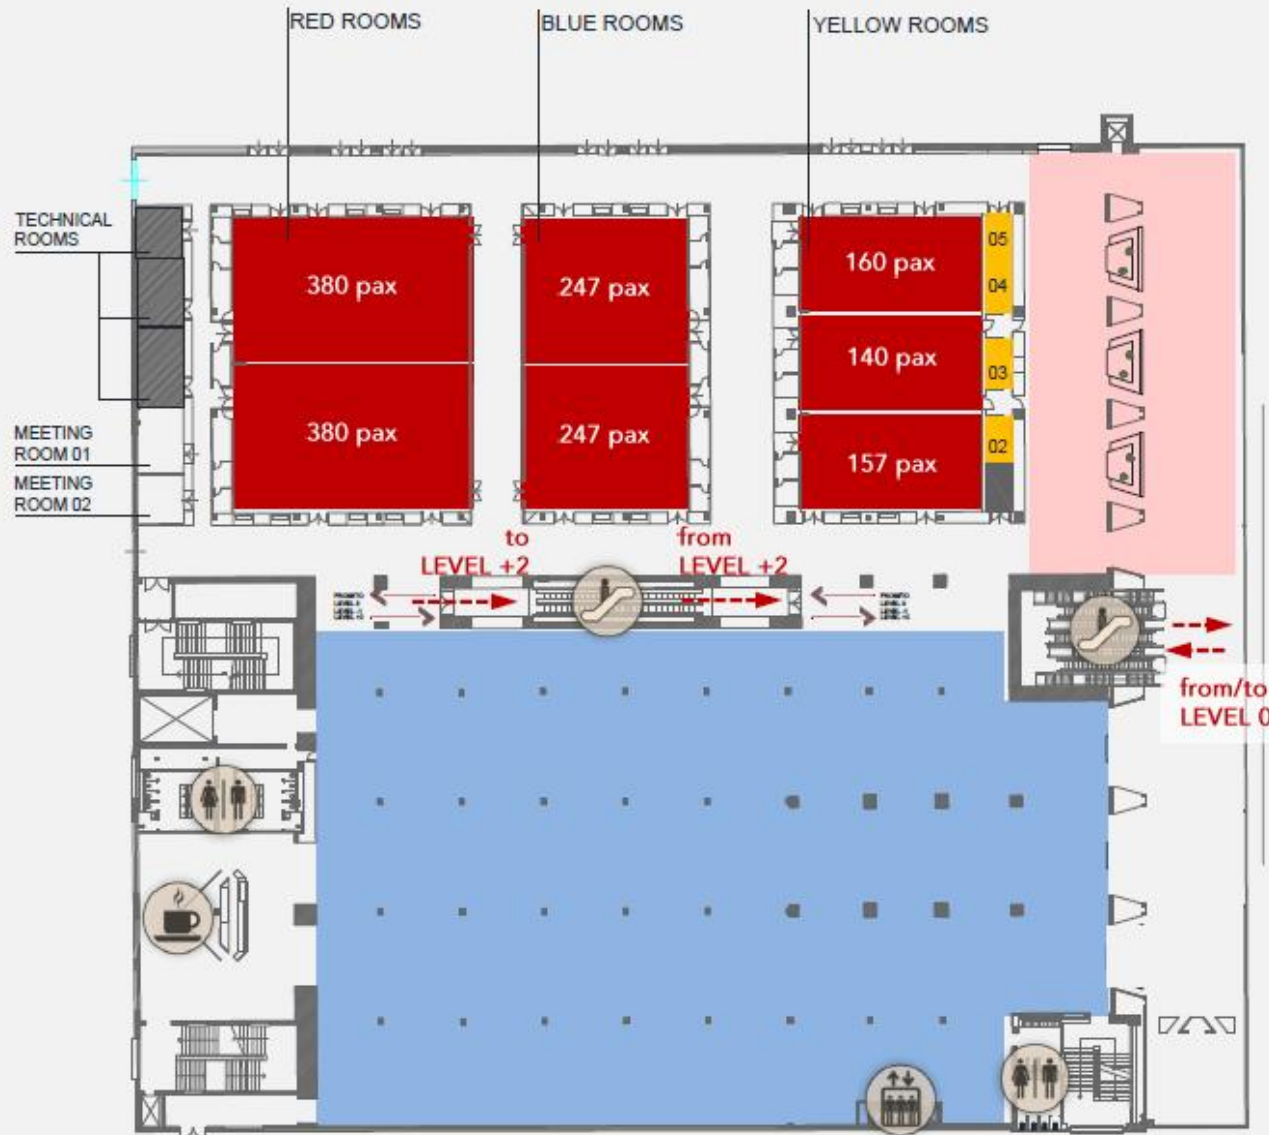 RED ROOMS
BLUE ROOMS
YELLOW ROOMS
TECHNICAL
ROOMS
380 pax
247 pax
160 pax
05
04
140 pax
03
MEETING
ROOM 01
380 pax
247 pax
157 pax
02
MEETING
ROOM 02
to
LEVEL +2
from
LEVEL +2
from/to
LEVEL 0